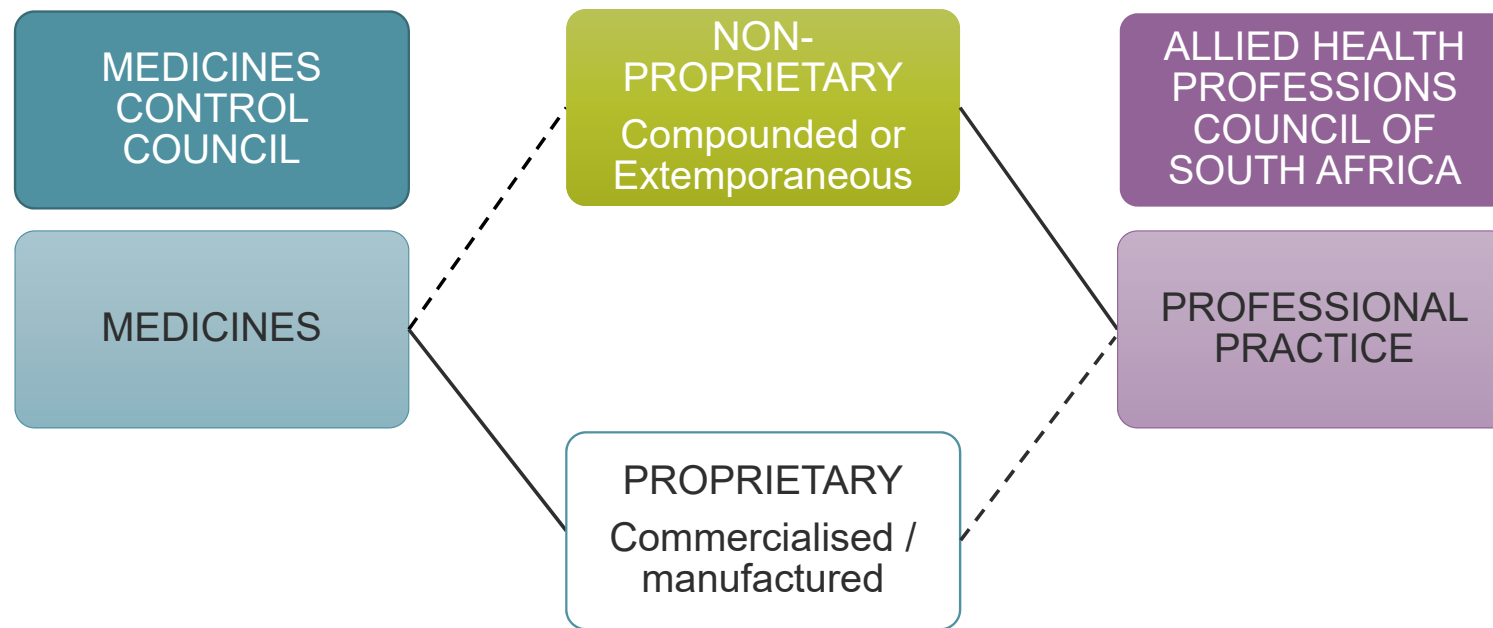 MEDICINES
CONTROL
COUNCIL
MEDICINES
NON-
PROPRIETARY
Compounded or
Extemporaneous
PROPRIETARY
Commercialised /
manufactured
ALLIED HEALTH
PROFESSIONS
COUNCIL OF
SOUTH AFRICA
PROFESSIONAL
PRACTICE